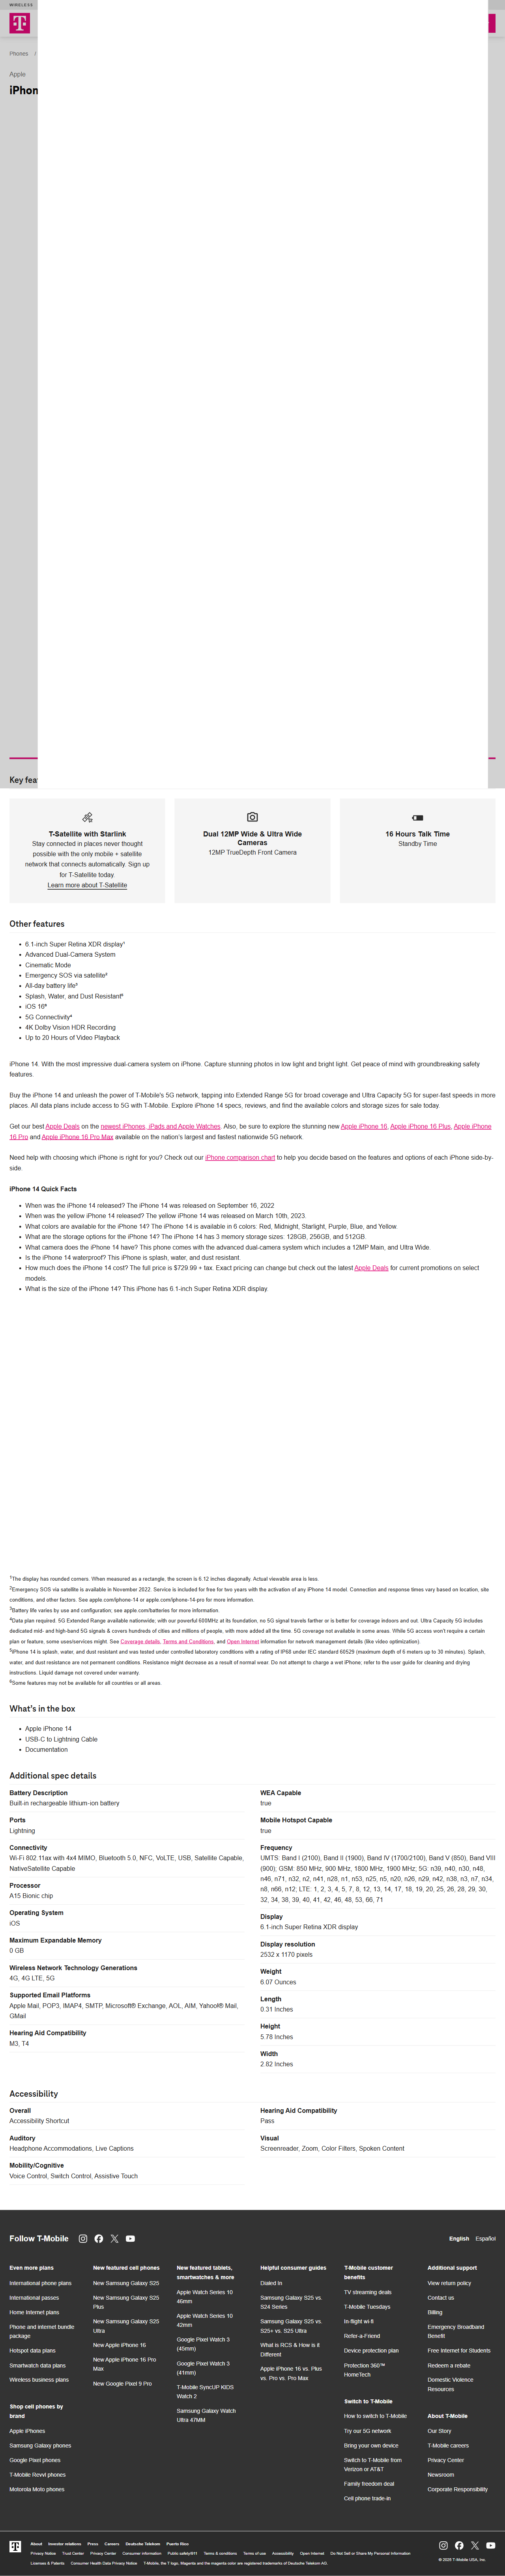 WIRELESS
Phones /
Apple
iPhon
Key fea
T-Satellite with Starlink
Stay connected in places never thought
possible with the only mobile + satellite
network that connects automatically. Sign up
for T-Satellite today.
Learn more about T-Satellite
Dual 12MP Wide & Ultra Wide
Cameras
12MP TrueDepth Front Camera
16 Hours Talk Time
Standby Time
Other features
• 6.1-inch Super Retina XDR display¹
• Advanced Dual-Camera System
• Cinematic Mode
• Emergency SOS via satellite²
• All-day battery life³
• Splash, Water, and Dust Resistant⁶
• iOS 16⁵
• 5G Connectivity⁴
• 4K Dolby Vision HDR Recording
• Up to 20 Hours of Video Playback
iPhone 14. With the most impressive dual-camera system on iPhone. Capture stunning photos in low light and bright light. Get peace of mind with groundbreaking safety
features.
Buy the iPhone 14 and unleash the power of T-Mobile's 5G network, tapping into Extended Range 5G for broad coverage and Ultra Capacity 5G for super-fast speeds in more
places. All data plans include access to 5G with T-Mobile. Explore iPhone 14 specs, reviews, and find the available colors and storage sizes for sale today.
Get our best Apple Deals on the newest iPhones, iPads and Apple Watches. Also, be sure to explore the stunning new Apple iPhone 16, Apple iPhone 16 Plus, Apple iPhone
16 Pro and Apple iPhone 16 Pro Max available on the nation's largest and fastest nationwide 5G network.
Need help with choosing which iPhone is right for you? Check out our iPhone comparison chart to help you decide based on the features and options of each iPhone side-by-
side.
iPhone 14 Quick Facts
• When was the iPhone 14 released? The iPhone 14 was released on September 16, 2022
• When was the yellow iPhone 14 released? The yellow iPhone 14 was released on March 10th, 2023.
• What colors are available for the iPhone 14? The iPhone 14 is available in 6 colors: Red, Midnight, Starlight, Purple, Blue, and Yellow.
• What are the storage options for the iPhone 14? The iPhone 14 has 3 memory storage sizes: 128GB, 256GB, and 512GB.
• What camera does the iPhone 14 have? This phone comes with the advanced dual-camera system which includes a 12MP Main, and Ultra Wide.
• Is the iPhone 14 waterproof? This iPhone is splash, water, and dust resistant.
• How much does the iPhone 14 cost? The full price is $729.99 + tax. Exact pricing can change but check out the latest Apple Deals for current promotions on select
models.
• What is the size of the iPhone 14? This iPhone has 6.1-inch Super Retina XDR display.
¹The display has rounded corners. When measured as a rectangle, the screen is 6.12 inches diagonally. Actual viewable area is less.
²Emergency SOS via satellite is available in November 2022. Service is included for free for two years with the activation of any iPhone 14 model. Connection and response times vary based on location, site
conditions, and other factors. See apple.com/iphone-14 or apple.com/iphone-14-pro for more information.
³Battery life varies by use and configuration; see apple.com/batteries for more information.
⁴Data plan required. 5G Extended Range available nationwide; with our powerful 600MHz at its foundation, no 5G signal travels farther or is better for coverage indoors and out. Ultra Capacity 5G includes
dedicated mid- and high-band 5G signals & covers hundreds of cities and millions of people, with more added all the time. 5G coverage not available in some areas. While 5G access won't require a certain
plan or feature, some uses/services might. See Coverage details, Terms and Conditions, and Open Internet information for network management details (like video optimization).
⁵iPhone 14 is splash, water, and dust resistant and was tested under controlled laboratory conditions with a rating of IP68 under IEC standard 60529 (maximum depth of 6 meters up to 30 minutes). Splash,
water, and dust resistance are not permanent conditions. Resistance might decrease as a result of normal wear. Do not attempt to charge a wet iPhone; refer to the user guide for cleaning and drying
instructions. Liquid damage not covered under warranty.
⁶Some features may not be available for all countries or all areas.
What's in the box
• Apple iPhone 14
• USB-C to Lightning Cable
• Documentation
Additional spec details
Battery Description
Built-in rechargeable lithium-ion battery
Ports
Lightning
Connectivity
Wi-Fi 802.11ax with 4x4 MIMO, Bluetooth 5.0, NFC, VoLTE, USB, Satellite Capable,
NativeSatellite Capable
Processor
A15 Bionic chip
Operating System
iOS
Maximum Expandable Memory
0 GB
Wireless Network Technology Generations
4G, 4G LTE, 5G
Supported Email Platforms
Apple Mail, POP3, IMAP4, SMTP, Microsoft® Exchange, AOL, AIM, Yahoo!® Mail,
GMail
Hearing Aid Compatibility
M3, T4
WEA Capable
true
Mobile Hotspot Capable
true
Frequency
UMTS: Band I (2100), Band II (1900), Band IV (1700/2100), Band V (850), Band VIII
(900); GSM: 850 MHz, 900 MHz, 1800 MHz, 1900 MHz; 5G: n39, n40, n30, n48,
n46, n71, n32, n2, n41, n28, n1, n53, n25, n5, n20, n26, n29, n42, n38, n3, n7, n34,
n8, n66, n12; LTE: 1, 2, 3, 4, 5, 7, 8, 12, 13, 14, 17, 18, 19, 20, 25, 26, 28, 29, 30,
32, 34, 38, 39, 40, 41, 42, 46, 48, 53, 66, 71
Display
6.1-inch Super Retina XDR display
Display resolution
2532 x 1170 pixels
Weight
6.07 Ounces
Length
0.31 Inches
Height
5.78 Inches
Width
2.82 Inches
Accessibility
Overall
Accessibility Shortcut
Auditory
Headphone Accommodations, Live Captions
Mobility/Cognitive
Voice Control, Switch Control, Assistive Touch
Hearing Aid Compatibility
Pass
Visual
Screenreader, Zoom, Color Filters, Spoken Content
Follow T-Mobile
English Español
Even more plans
International phone plans
International passes
Home Internet plans
Phone and internet bundle
package
Hotspot data plans
Smartwatch data plans
Wireless business plans
Shop cell phones by
brand
Apple iPhones
Samsung Galaxy phones
Google Pixel phones
T-Mobile Revvl phones
Motorola Moto phones
New featured cell phones
New Samsung Galaxy S25
New Samsung Galaxy S25
Plus
New Samsung Galaxy S25
Ultra
New Apple iPhone 16
New Apple iPhone 16 Pro
Max
New Google Pixel 9 Pro
New featured tablets,
smartwatches & more
Apple Watch Series 10
46mm
Apple Watch Series 10
42mm
Google Pixel Watch 3
(45mm)
Google Pixel Watch 3
(41mm)
T-Mobile SyncUP KIDS
Watch 2
Samsung Galaxy Watch
Ultra 47MM
Helpful consumer guides
Dialed In
Samsung Galaxy S25 vs.
S24 Series
Samsung Galaxy S25 vs.
S25+ vs. S25 Ultra
What is RCS & How is it
Different
Apple iPhone 16 vs. Plus
vs. Pro vs. Pro Max
T-Mobile customer
benefits
TV streaming deals
T-Mobile Tuesdays
In-flight wi-fi
Refer-a-Friend
Device protection plan
Protection 360™
HomeTech
Switch to T-Mobile
How to switch to T-Mobile
Try our 5G network
Bring your own device
Switch to T-Mobile from
Verizon or AT&T
Family freedom deal
Cell phone trade-in
Additional support
View return policy
Contact us
Billing
Emergency Broadband
Benefit
Free Internet for Students
Redeem a rebate
Domestic Violence
Resources
About T-Mobile
Our Story
T-Mobile careers
Privacy Center
Newsroom
Corporate Responsibility
About Investor relations Press Careers Deutsche Telekom Puerto Rico
Privacy Notice Trust Center Privacy Center Consumer information Public safety/911 Terms & conditions Terms of use Accessibility Open Internet Do Not Sell or Share My Personal Information
Licenses & Patents Consumer Health Data Privacy Notice T-Mobile, the T logo, Magenta and the magenta color are registered trademarks of Deutsche Telekom AG.
© 2025 T-Mobile USA, Inc.